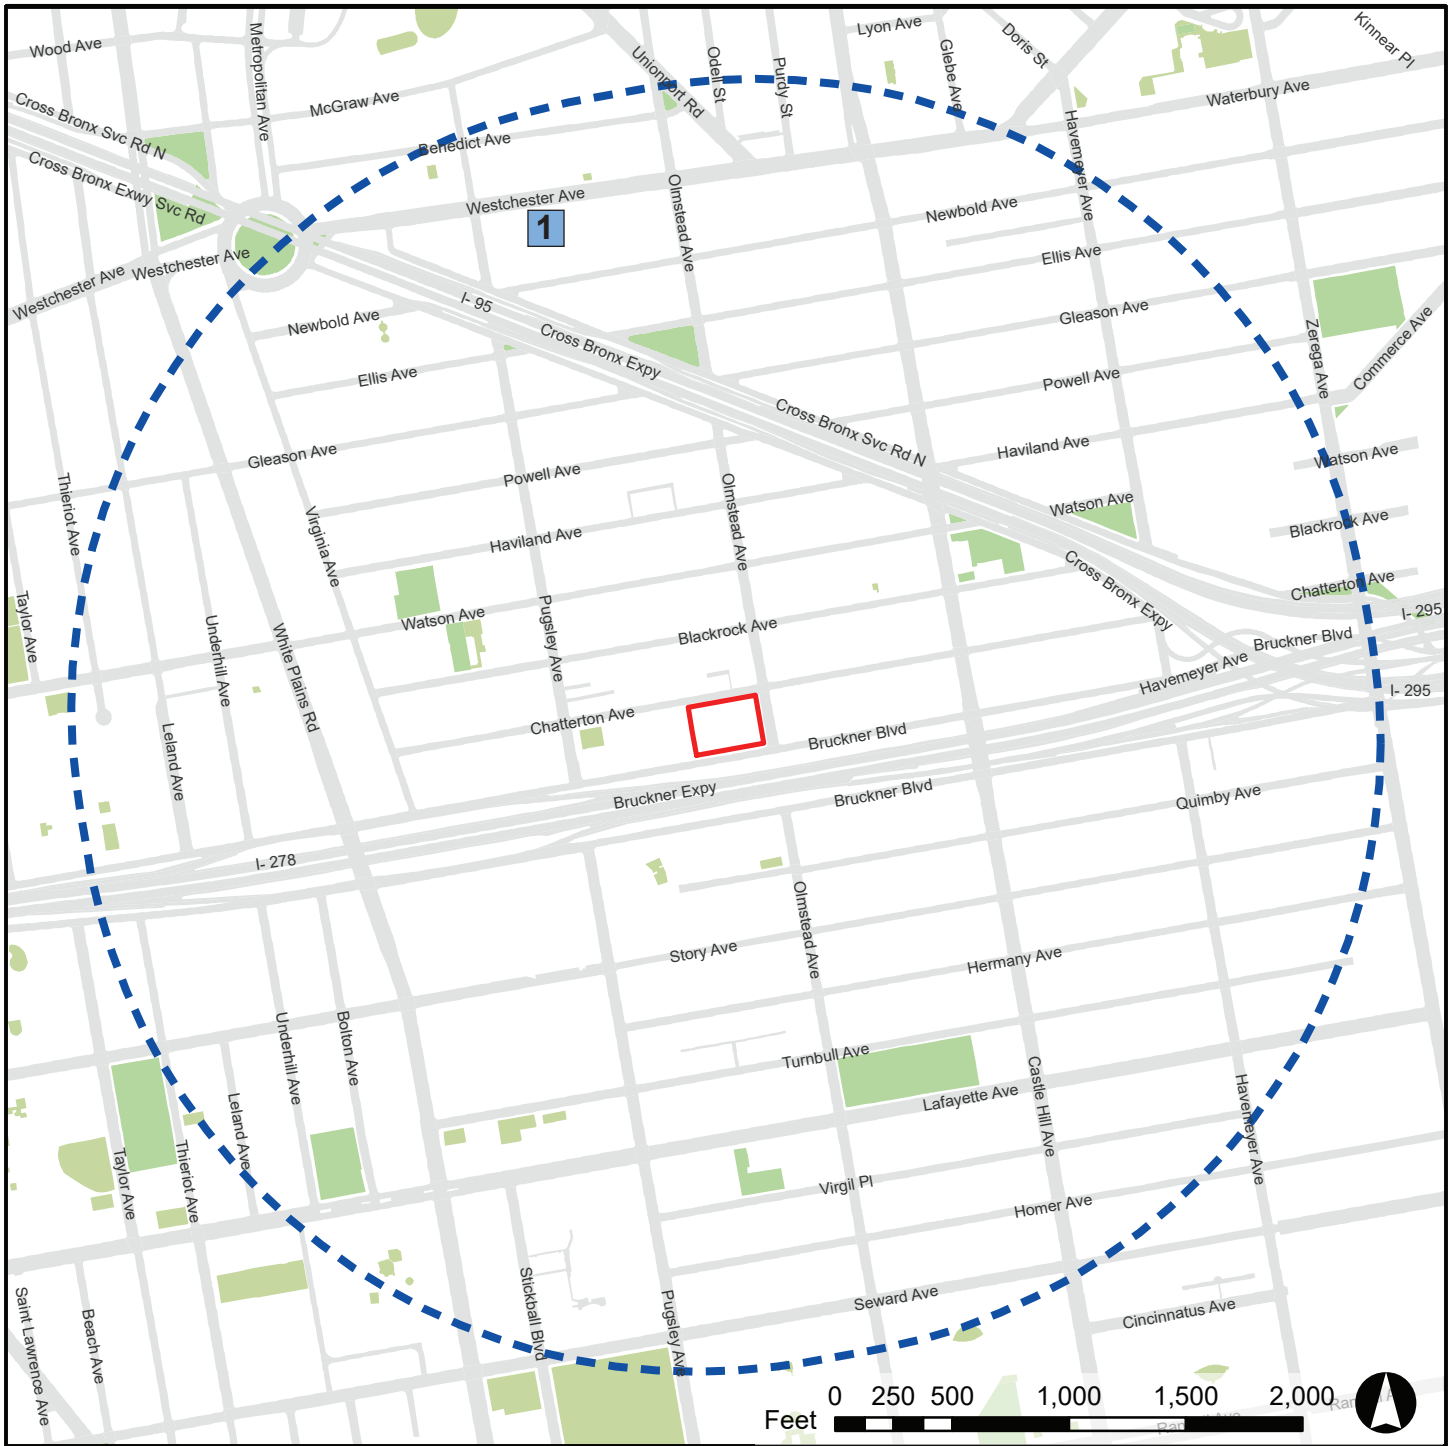 Wood Ave
Metropolitan Ave
McGraw Ave
Unionport Rd
Odell St
Purdy St
Lyon Ave
Glebe Ave
Doris St
Kinnear Pl
Waterbury Ave
Cross Bronx Svc Rd N
Cross Bronx Exwy Svc Rd
Benedict Ave
Havemeyer Ave
Westchester Ave
1
Olmstead Ave
Newbold Ave
Westchester Ave
Westchester Ave
Ellis Ave
I- 95
Newbold Ave
Cross Bronx Expy
Gleason Ave
Zerega Ave
Commerce Ave
Ellis Ave
Powell Ave
Cross Bronx Svc Rd N
Haviland Ave
Watson Ave
Gleason Ave
Powell Ave
Thieriot Ave
Virginia Ave
Olmstead Ave
Watson Ave
Blackrock Ave
Haviland Ave
Cross Bronx Expy
Chatterton Ave
I- 295
Taylor Ave
Underhill Ave
White Plains Rd
Watson Ave
Pugsley Ave
Blackrock Ave
Bruckner Blvd
Havemeyer Ave
I- 295
Leland Ave
Chatterton Ave
Bruckner Blvd
Bruckner Expy
Bruckner Blvd
Quimby Ave
I- 278
Olmstead Ave
Story Ave
Hermany Ave
Underhill Ave
Bolton Ave
Turnbull Ave
Lafayette Ave
Castle Hill Ave
Havemeyer Ave
Leland Ave
Taylor Ave
Thieriot Ave
Virgil Pl
Homer Ave
Saint Lawrence Ave
Beach Ave
Stickball Blvd
Pugsley Ave
Seward Ave
Cincinnatus Ave
0 250 500 1,000 1,500 2,000
Feet